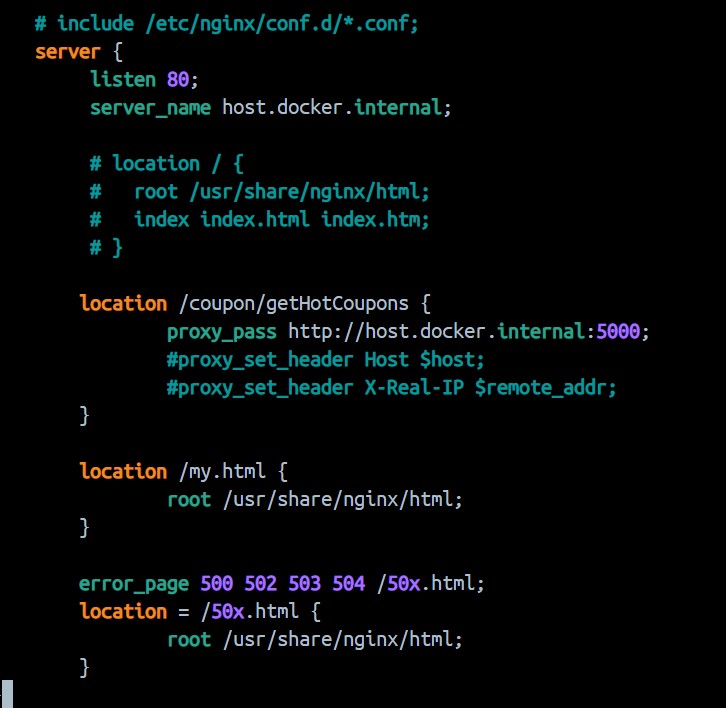 # include /etc/nginx/conf.d/*.conf;
server {
listen 80;
server_name host.docker.internal;
# location / {
#   root /usr/share/nginx/html;
#   index index.html index.htm;
# }
location /coupon/getHotCoupons {
proxy_pass http://host.docker.internal:5000;
#proxy_set_header Host $host;
#proxy_set_header X-Real-IP $remote_addr;
}
location /my.html {
root /usr/share/nginx/html;
}
error_page 500 502 503 504 /50x.html;
location = /50x.html {
root /usr/share/nginx/html;
}